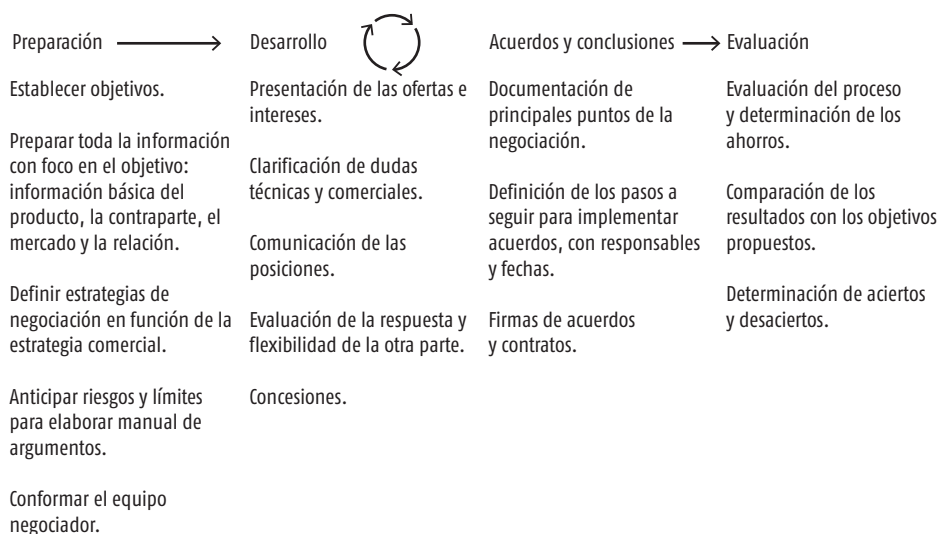 Preparación
Establecer objetivos.
Preparar toda la información
con foco en el objetivo:
información básica del
producto, la contraparte, el
mercado y la relación.
Definir estrategias de
negociación en función de la
estrategia comercial.
Anticipar riesgos y límites
para elaborar manual de
argumentos.
Conformar el equipo
negociador.
Desarrollo
Presentación de las ofertas e
intereses.
Clarificación de dudas
técnicas y comerciales.
Comunicación de las
posiciones.
Evaluación de la respuesta y
flexibilidad de la otra parte.
Concesiones.
Acuerdos y conclusiones
Documentación de
principales puntos de la
negociación.
Definición de los pasos a
seguir para implementar
acuerdos, con responsables
y fechas.
Firmas de acuerdos
y contratos.
Evaluación
Evaluación del proceso
y determinación de los
ahorros.
Comparación de los
resultados con los objetivos
propuestos.
Determinación de aciertos
y desaciertos.